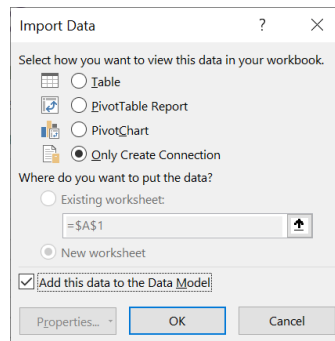 Import Data ? ×
Select how you want to view this data in your workbook.
Table
PivotTable Report
PivotChart
Only Create Connection
Where do you want to put the data?
Existing worksheet:
=$A$1
New worksheet
Add this data to the Data Model
Properties...
OK
Cancel